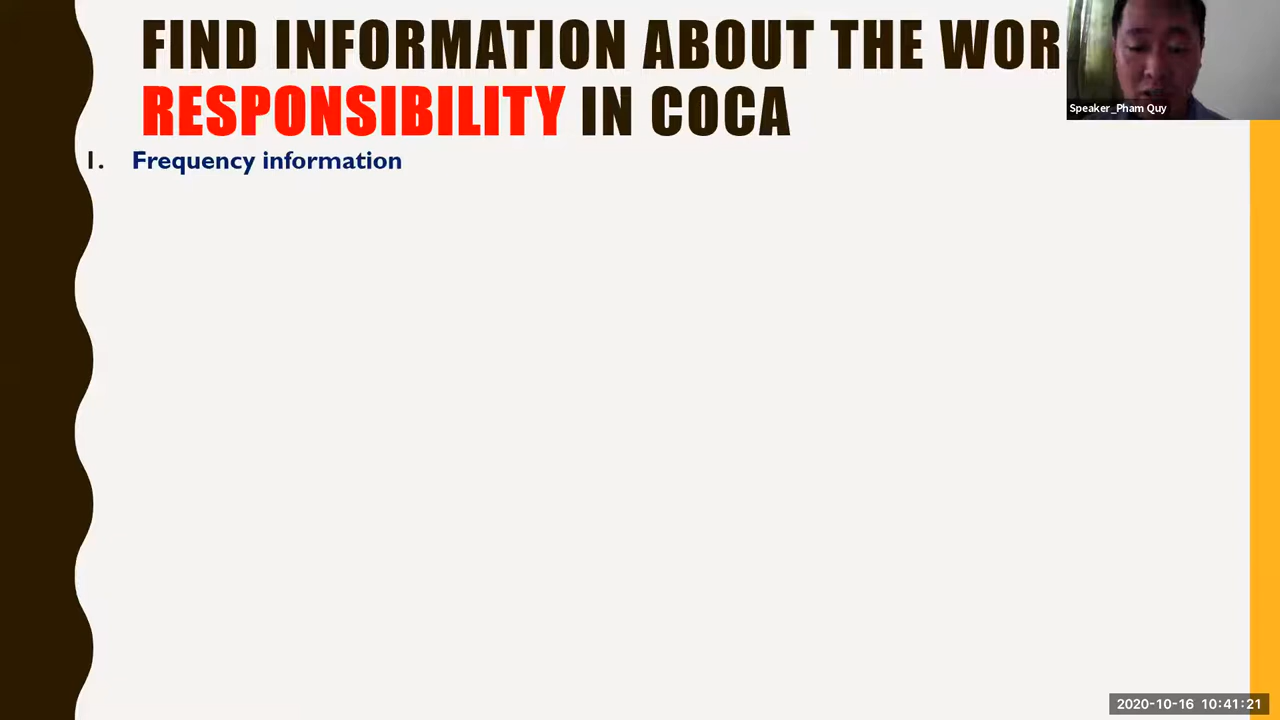 FIND INFORMATION ABOUT THE WOR
RESPONSIBILITY IN COCA
1. Frequency information
Speaker_Pham Quy
2020-10-16 10:41:21